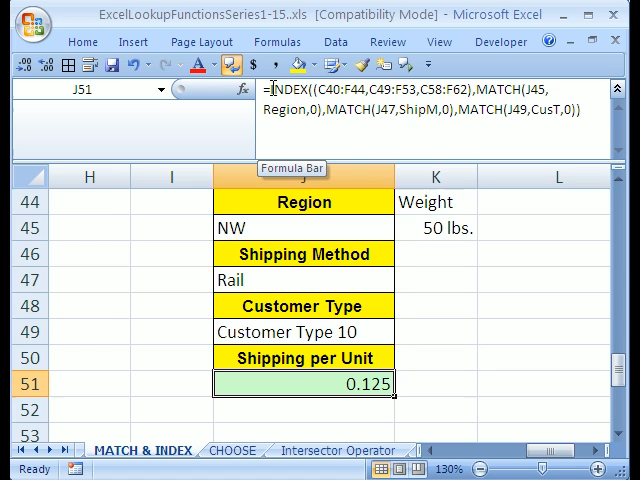 ExcelLookupFunctionsSeries1-15..xls [Compatibility Mode] - Microsoft Excel
Home Insert Page Layout Formulas Data Review View Developer
J51 fx =INDEX((C40:F44,C49:F53,C58:F62),MATCH(J45,
Region,0),MATCH(J47,ShipM,0),MATCH(J49,CusT,0))
Formula Bar
H I J K L
44 Region Weight
45 NW 50 lbs.
46 Shipping Method
47 Rail
48 Customer Type
49 Customer Type 10
50 Shipping per Unit
51 0.125
52
53
MATCH & INDEX CHOOSE Intersector Operator
Ready 130%